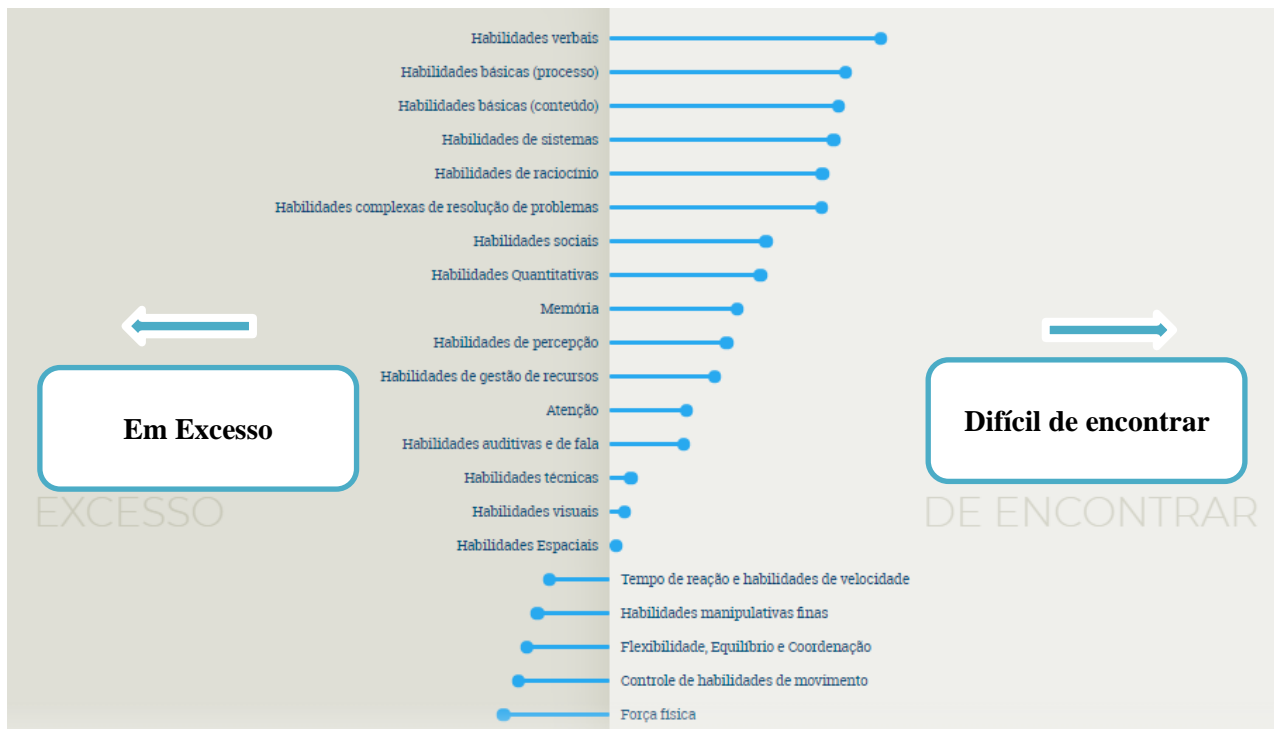 Habilidades verbais
Habilidades básicas (processo)
Habilidades básicas (conteúdo)
Habilidades de sistemas
Habilidades de raciocínio
Habilidades complexas de resolução de problemas
Habilidades sociais
Habilidades Quantitativas
Memória
Habilidades de percepção
Habilidades de gestão de recursos
Atenção
Habilidades auditivas e de fala
Habilidades técnicas
Habilidades visuais
Habilidades Espaciais
Tempo de reação e habilidades de velocidade
Habilidades manipulativas finas
Flexibilidade, Equilíbrio e Coordenação
Controle de habilidades de movimento
Força física
Em Excesso
EXCESSO
Difícil de encontrar
DE ENCONTRAR